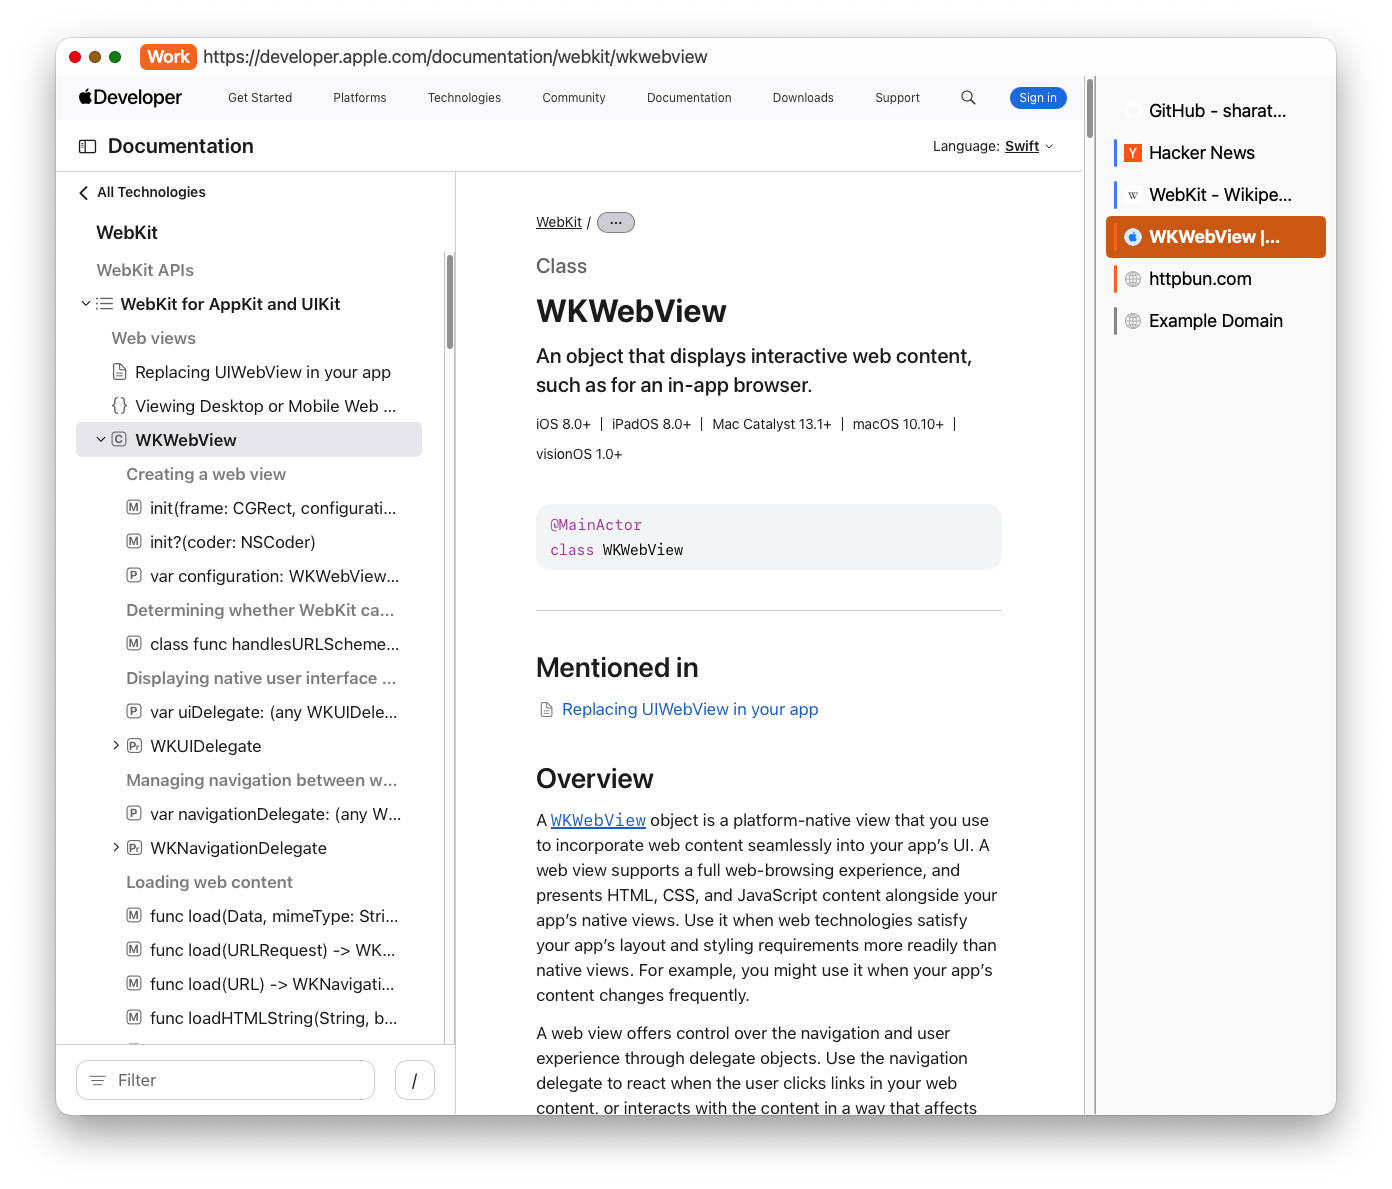 Work https://developer.apple.com/documentation/webkit/wkwebview
Developer Get Started Platforms Technologies Community Documentation Downloads Support Sign in
Documentation
Language: Swift
All Technologies
WebKit
WebKit APIs
WebKit for AppKit and UIKit
Web views
Replacing UIWebView in your app
{} Viewing Desktop or Mobile Web ...
C WKWebView
Creating a web view
M init(frame: CGRect, configurati...
M init?(coder: NSCoder)
P var configuration: WKWebView...
Determining whether WebKit ca...
M class func handlesURLScheme...
Displaying native user interface ...
P var uiDelegate: (any WKUIDele...
Pr WKUIDelegate
Managing navigation between w...
P var navigationDelegate: (any W...
Pr WKNavigationDelegate
Loading web content
M func load(Data, mimeType: Stri...
M func load(URLRequest) -> WK...
M func load(URL) -> WKNavigati...
M func loadHTMLString(String, b...
Filter
/
WebKit / ...
Class
WKWebView
An object that displays interactive web content,
such as for an in-app browser.
iOS 8.0+ | iPadOS 8.0+ | Mac Catalyst 13.1+ | macOS 10.10+ |
visionOS 1.0+
@MainActor
class WKWebView
Mentioned in
Replacing UIWebView in your app
Overview
A WKWebView object is a platform-native view that you use
to incorporate web content seamlessly into your app’s UI. A
web view supports a full web-browsing experience, and
presents HTML, CSS, and JavaScript content alongside your
app’s native views. Use it when web technologies satisfy
your app’s layout and styling requirements more readily than
native views. For example, you might use it when your app’s
content changes frequently.
A web view offers control over the navigation and user
experience through delegate objects. Use the navigation
delegate to react when the user clicks links in your web
content, or interacts with the content in a way that affects
GitHub - sharat...
Y Hacker News
W WebKit - Wikipe...
WKWebView |...
httpbun.com
Example Domain